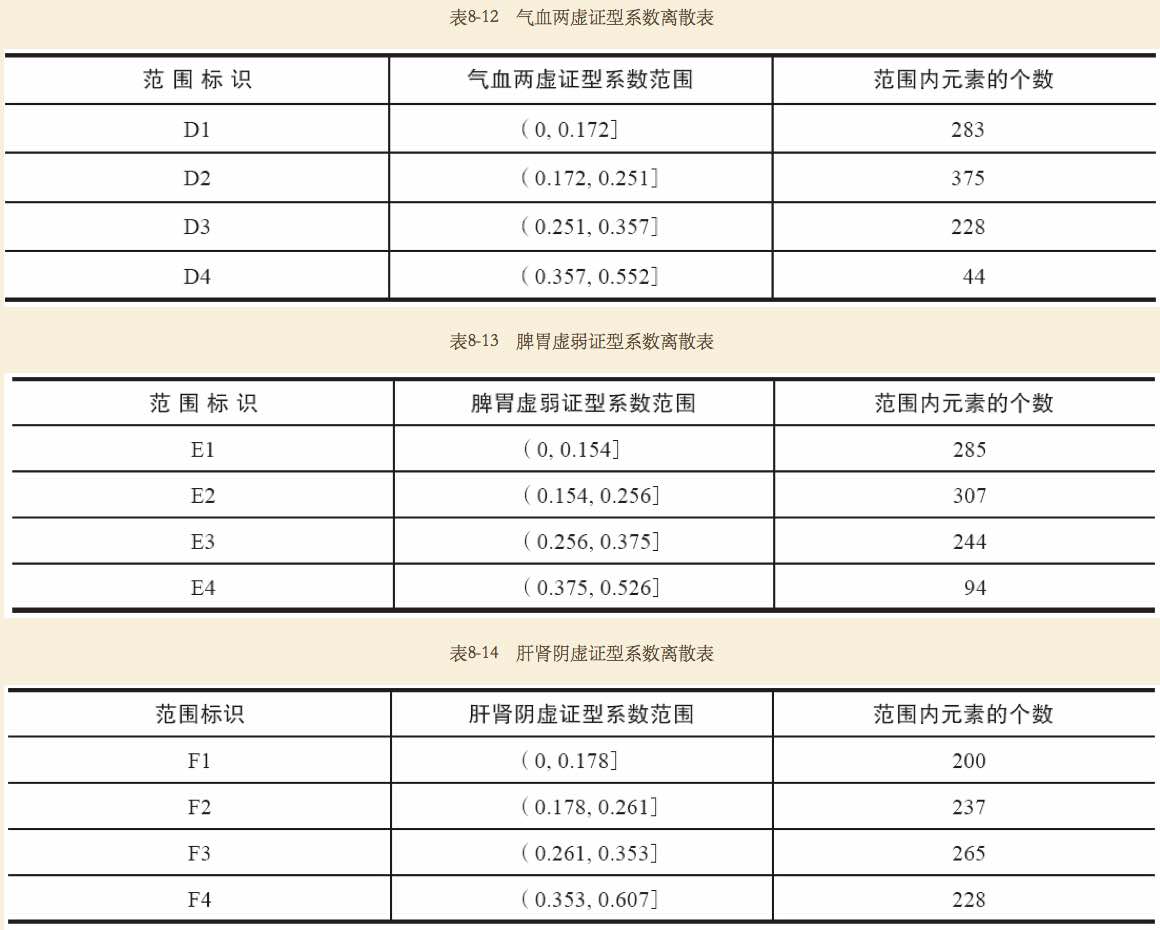 表8-12 气血两虚证型系数离散表
范围标识 气血两虚证型系数范围 范围内元素的个数
D1 (0, 0.172] 283
D2 (0.172, 0.251] 375
D3 (0.251, 0.357] 228
D4 (0.357, 0.552] 44
表8-13 脾胃虚弱证型系数离散表
范围标识 脾胃虚弱证型系数范围 范围内元素的个数
E1 (0, 0.154] 285
E2 (0.154, 0.256] 307
E3 (0.256, 0.375] 244
E4 (0.375, 0.526] 94
表8-14 肝肾阴虚证型系数离散表
范围标识 肝肾阴虚证型系数范围 范围内元素的个数
F1 (0, 0.178] 200
F2 (0.178, 0.261] 237
F3 (0.261, 0.353] 265
F4 (0.353, 0.607] 228